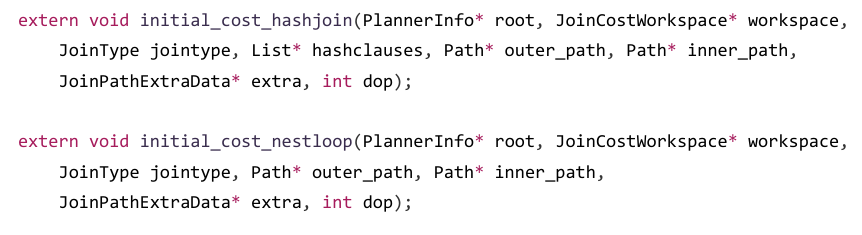 extern void initial_cost_hashjoin(PlannerInfo* root, JoinCostWorkspace* workspace,
    JoinType jointype, List* hashclauses, Path* outer_path, Path* inner_path,
    JoinPathExtraData* extra, int dop);

extern void initial_cost_nestloop(PlannerInfo* root, JoinCostWorkspace* workspace,
    JoinType jointype, Path* outer_path, Path* inner_path,
    JoinPathExtraData* extra, int dop);